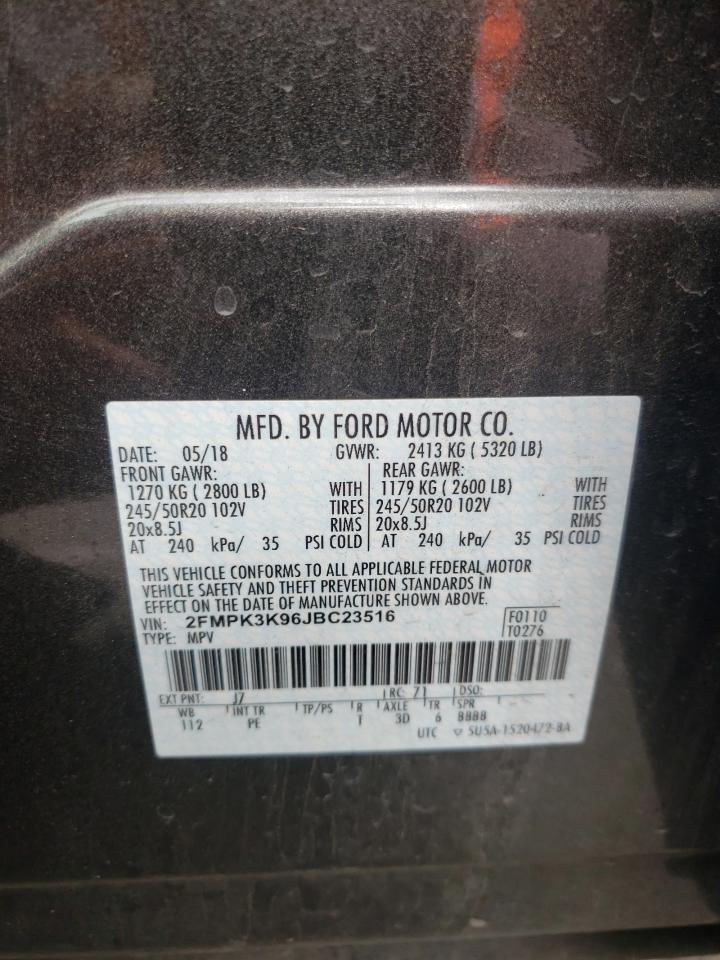 MFD. BY FORD MOTOR CO.
DATE: 05/18 GVWR: 2413 KG ( 5320 LB)
FRONT GAWR: REAR GAWR:
1270 KG ( 2800 LB) WITH 1179 KG ( 2600 LB) WITH
245/50R20 102V TIRES 245/50R20 102V TIRES
20x8.5J RIMS 20x8.5J RIMS
AT 240 kPa/ 35 PSI COLD AT 240 kPa/ 35 PSI COLD
THIS VEHICLE CONFORMS TO ALL APPLICABLE FEDERAL MOTOR
VEHICLE SAFETY AND THEFT PREVENTION STANDARDS IN
EFFECT ON THE DATE OF MANUFACTURE SHOWN ABOVE.
VIN: 2FMPK3K96JBC23516 F0110
TYPE: MPV T0276
EXT PNT: J7 RC: 71 DSO:
WB INT TR TP/PS R AXLE TR SPR
112 PE T 3D 6 BBBB
UTC ▽ 5U5A-1520472-BA